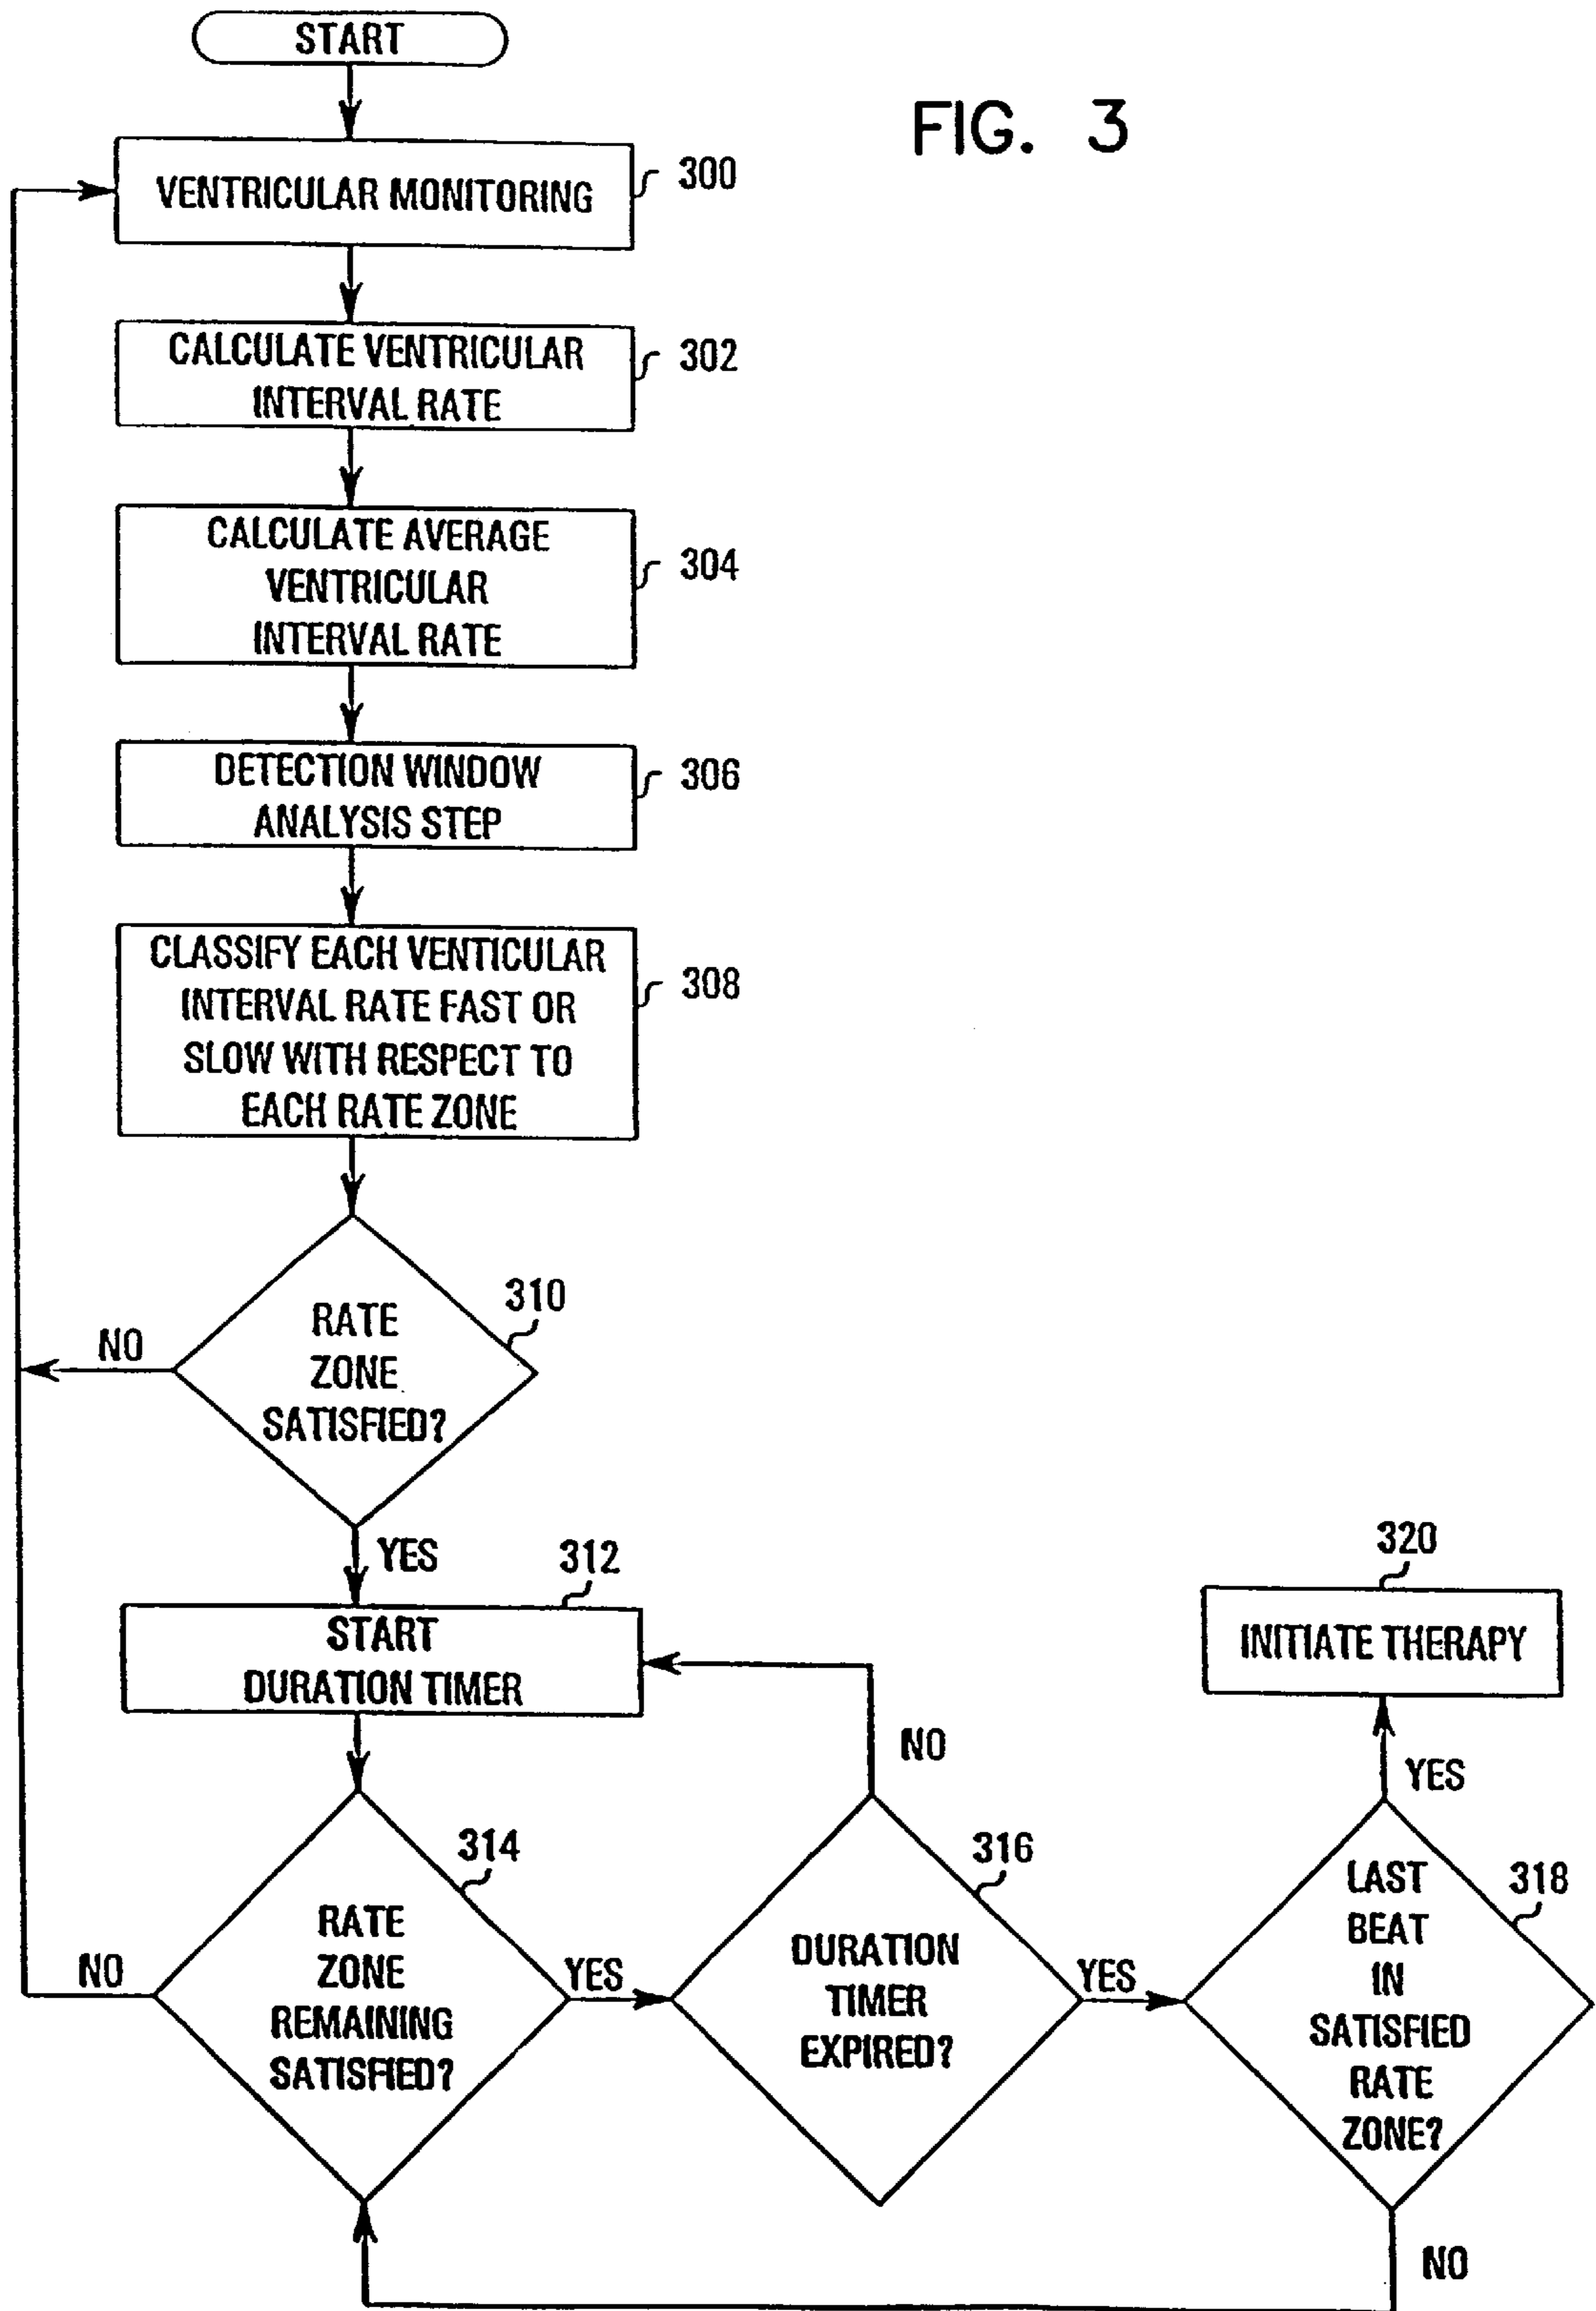 START
FIG. 3
VENTRICULAR MONITORING
300
CALCULATE VENTRICULAR
INTERVAL RATE
302
CALCULATE AVERAGE
VENTRICULAR
INTERVAL RATE
304
DETECTION WINDOW
ANALYSIS STEP
306
CLASSIFY EACH VENTICULAR
INTERVAL RATE FAST OR
SLOW WITH RESPECT TO
EACH RATE ZONE
308
RATE
ZONE
SATISFIED?
310
NO
YES
START
DURATION TIMER
312
RATE
ZONE
REMAINING
SATISFIED?
314
NO
YES
DURATION
TIMER
EXPIRED?
316
NO
YES
LAST
BEAT
IN
SATISFIED
RATE
ZONE?
318
YES
NO
INITIATE THERAPY
320